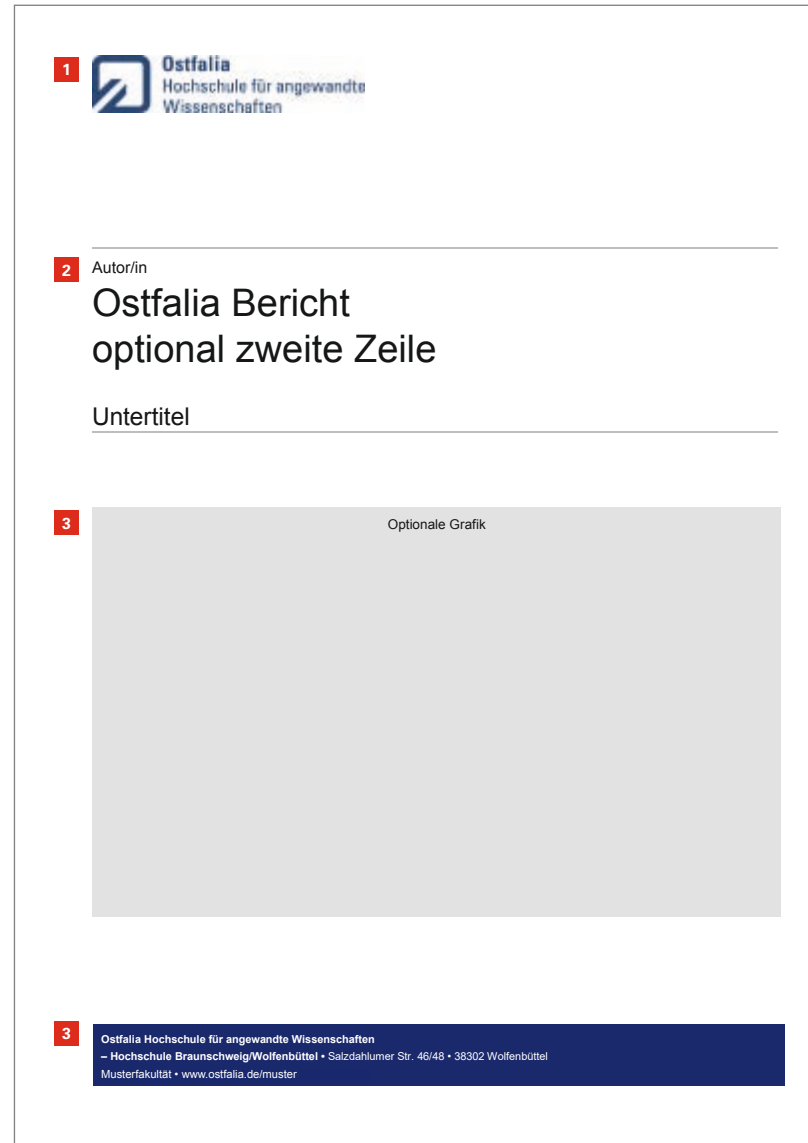 1
Ostfalia
Hochschule für angewandte
Wissenschaften
2
Autor/in
Ostfalia Bericht
optional zweite Zeile
Untertitel
3
Optionale Grafik
3
Ostfalia Hochschule für angewandte Wissenschaften
– Hochschule Braunschweig/Wolfenbüttel • Salzdahlumer Str. 46/48 • 38302 Wolfenbüttel
Musterfakultät • www.ostfalia.de/muster